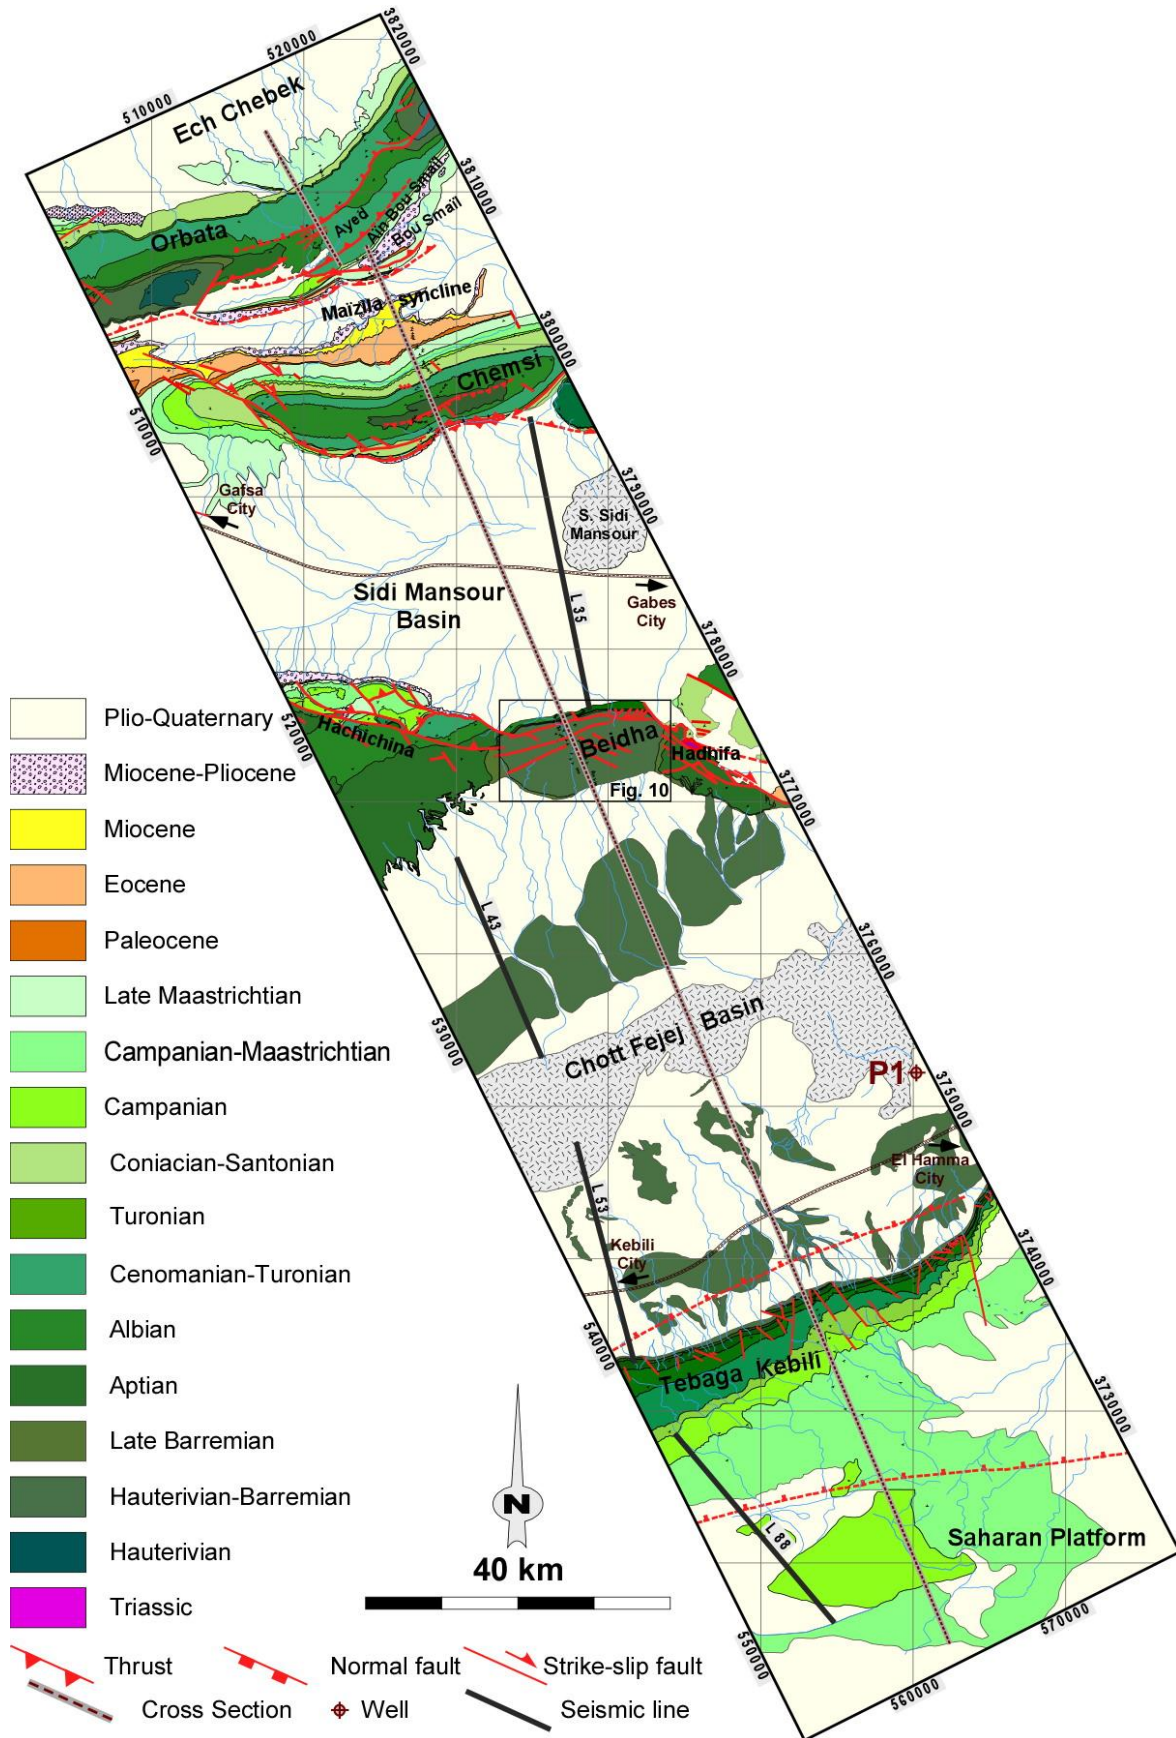 3820000
520000
510000
Ech Chebek
3810000
Ain Bou Smail
Ayed
Bou Smail
Orbata
Maïzila syncline
3800000
Chemsi
510000
3790000
Gafsa
City
S. Sidi
Mansour
Sidi Mansour
Basin
L 35
Gabes
City
3780000
520000
Hachichina
Beidha
Hadhifa
Fig. 10
3770000
L 43
3760000
530000
Chott Fejej Basin
P1
3750000
El Hamma
City
L 53
Kebili
City
3740000
540000
Tebaga Kebili
3730000
L 88
Saharan Platform
550000
560000
570000
Plio-Quaternary
Miocene-Pliocene
Miocene
Eocene
Paleocene
Late Maastrichtian
Campanian-Maastrichtian
Campanian
Coniacian-Santonian
Turonian
Cenomanian-Turonian
Albian
Aptian
Late Barremian
Hauterivian-Barremian
Hauterivian
Triassic
N
40 km
Thrust
Normal fault
Strike-slip fault
Cross Section
Well
Seismic line